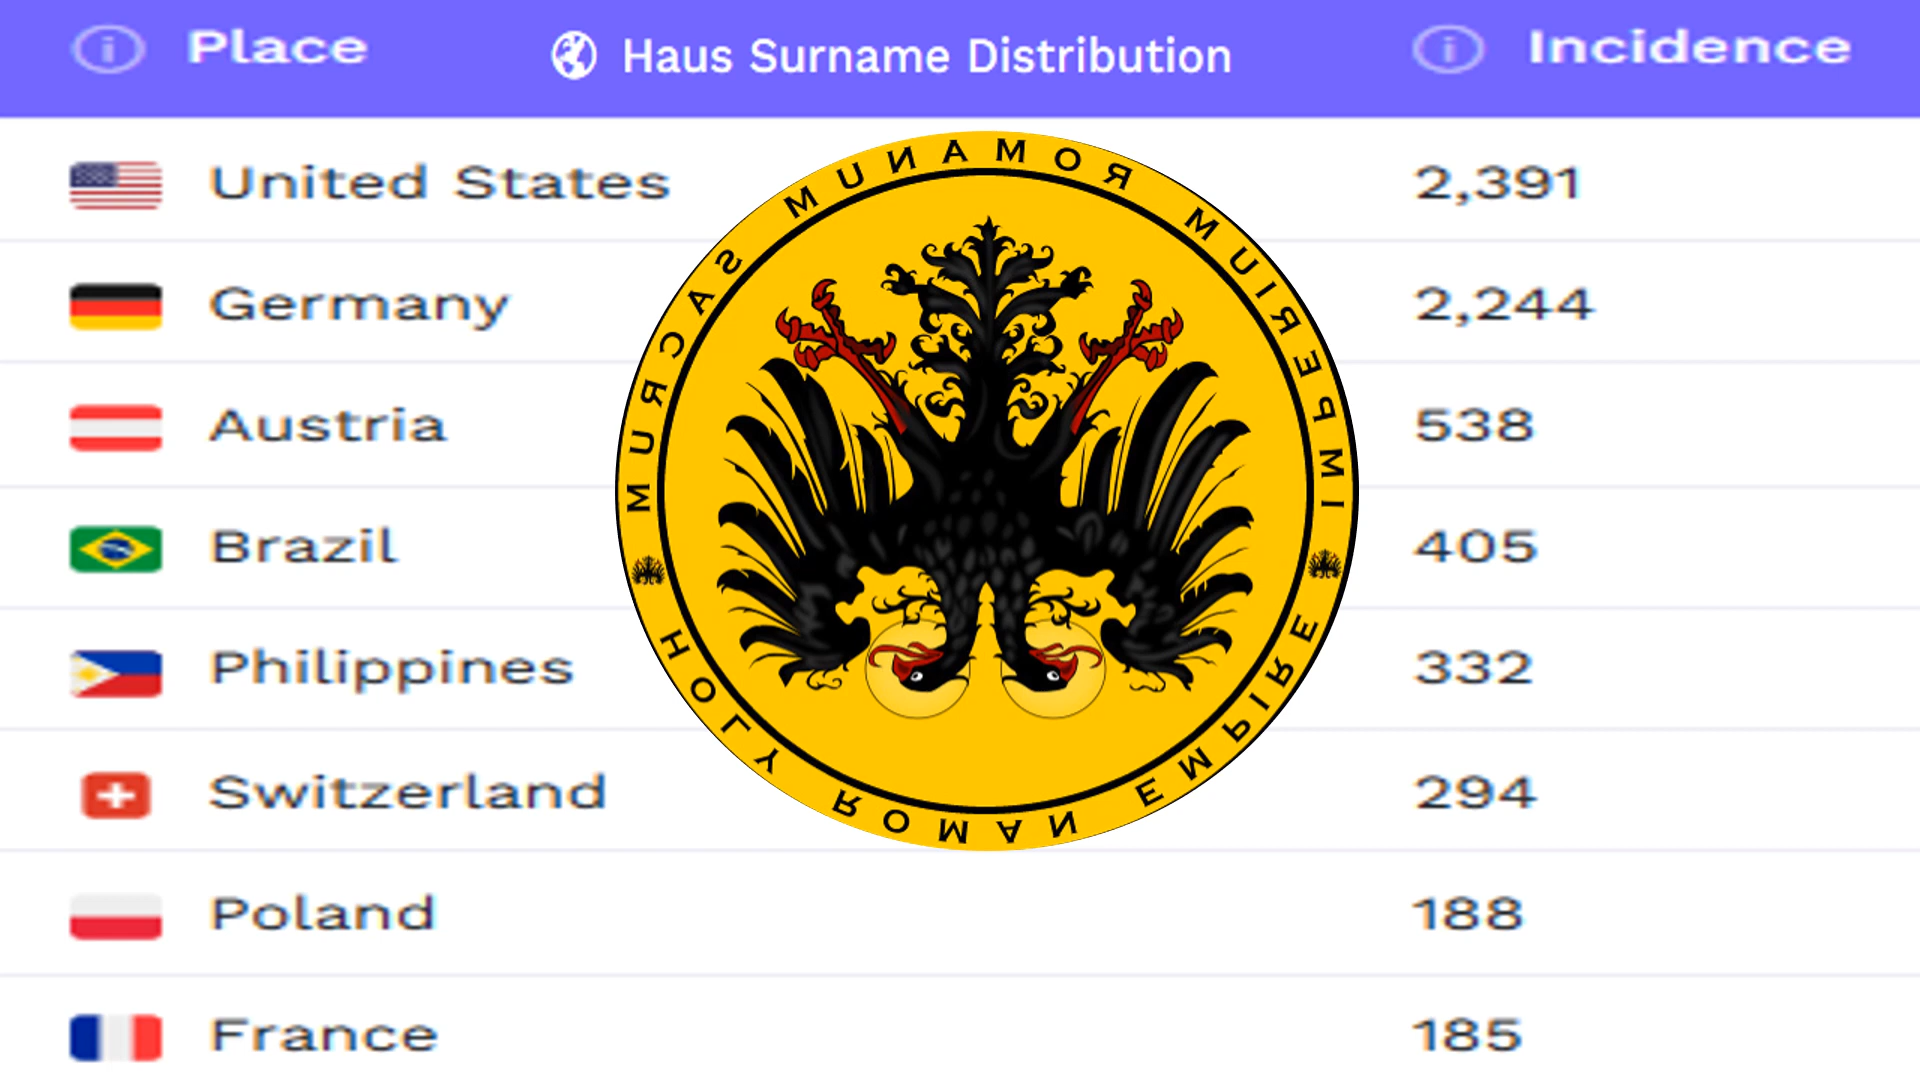 Place Haus Surname Distribution Incidence
United States 2,391
Germany 2,244
Austria 538
Brazil 405
Philippines 332
Switzerland 294
Poland 188
France 185
SACRUM ROMANUM IMPERIUM
HOLY ROMAN EMPIRE